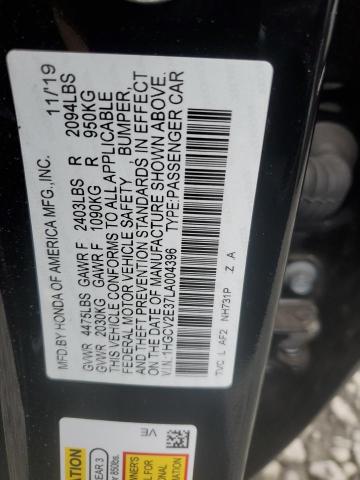 MFD BY HONDA OF AMERICA MFG.,INC. 11/19
GVWR 4475LBS GAWR F 2403LBS R 2094LBS
GVWR 2030KG GAWR F 1090KG R 950KG
THIS VEHICLE CONFORMS TO ALL APPLICABLE
FEDERAL MOTOR VEHICLE SAFETY , BUMPER,
AND THEFT PREVENTION STANDARDS IN EFFECT
ON THE DATE OF MANUFACTURE SHOWN ABOVE.
V.I.N.:1HGCV2E37LA004396 TYPE:PASSENGER CAR
TVC L AF2 NH731P Z A
INFORMATION
OWNER'S